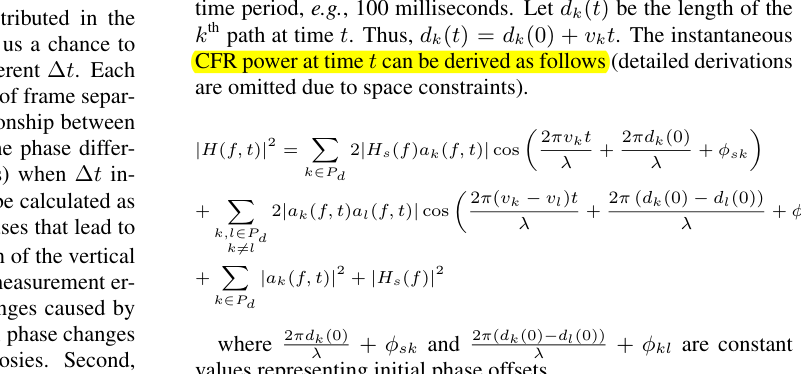 tributed in the
us a chance to
erent Δt. Each
of frame separ-
onship between
ne phase differ-
s) when Δt in-
be calculated as
ises that lead to
n of the vertical
neasurement er-
nges caused by
phase changes
osies. Second,
time period, e.g., 100 milliseconds. Let d_k(t) be the length of the
k^th path at time t. Thus, d_k(t) = d_k(0) + v_k t. The instantaneous
CFR power at time t can be derived as follows (detailed derivations
are omitted due to space constraints).
|H(f, t)|² = ∑_{k∈P_d} 2|H_s(f)a_k(f, t)| cos (2πv_k t/λ + 2πd_k(0)/λ + φ_sk)
+ ∑_{k,l∈P_d k≠l} 2|a_k(f, t)a_l(f, t)| cos (2π(v_k − v_l)t/λ + 2π (d_k(0) − d_l(0))/λ + φ
+ ∑_{k∈P_d} |a_k(f, t)|² + |H_s(f)|²
where 2πd_k(0)/λ + φ_sk and 2π(d_k(0)−d_l(0))/λ + φ_kl are constant
values representing initial phase offsets